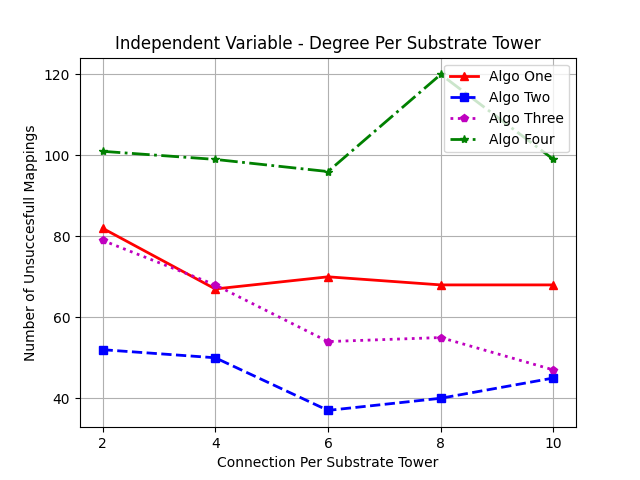 Independent Variable - Degree Per Substrate Tower
Number of Unsuccesfull Mappings
120
100
80
60
40
Algo One
Algo Two
Algo Three
Algo Four
2 4 6 8 10
Connection Per Substrate Tower